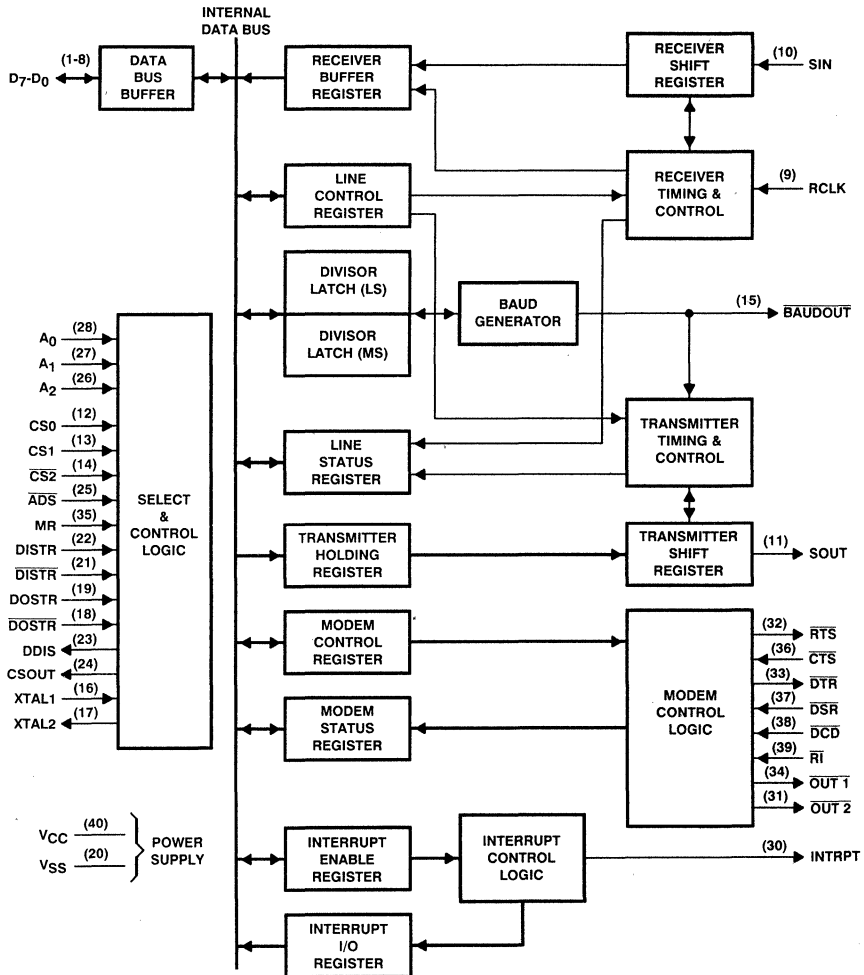 INTERNAL
DATA BUS
D7-D0
(1-8)
DATA
BUS
BUFFER
RECEIVER
BUFFER
REGISTER
RECEIVER
SHIFT
REGISTER
(10)
SIN
LINE
CONTROL
REGISTER
RECEIVER
TIMING &
CONTROL
(9)
RCLK
DIVISOR
LATCH (LS)
DIVISOR
LATCH (MS)
BAUD
GENERATOR
(15)
BAUDOUT
A0 (28)
A1 (27)
A2 (26)
CS0 (12)
CS1 (13)
CS2 (14)
ADS (25)
MR (35)
DISTR (22)
DISTR (21)
DOSTR (19)
DOSTR (18)
DDIS (23)
CSOUT (24)
XTAL1 (16)
XTAL2 (17)
SELECT
&
CONTROL
LOGIC
LINE
STATUS
REGISTER
TRANSMITTER
TIMING &
CONTROL
TRANSMITTER
HOLDING
REGISTER
TRANSMITTER
SHIFT
REGISTER
(11)
SOUT
MODEM
CONTROL
REGISTER
MODEM
STATUS
REGISTER
MODEM
CONTROL
LOGIC
(32) RTS
(36) CTS
(33) DTR
(37) DSR
(38) DCD
(39) RI
(34) OUT 1
(31) OUT 2
VCC (40)
VSS (20)
POWER
SUPPLY
INTERRUPT
ENABLE
REGISTER
INTERRUPT
CONTROL
LOGIC
(30)
INTRPT
INTERRUPT
I/O
REGISTER